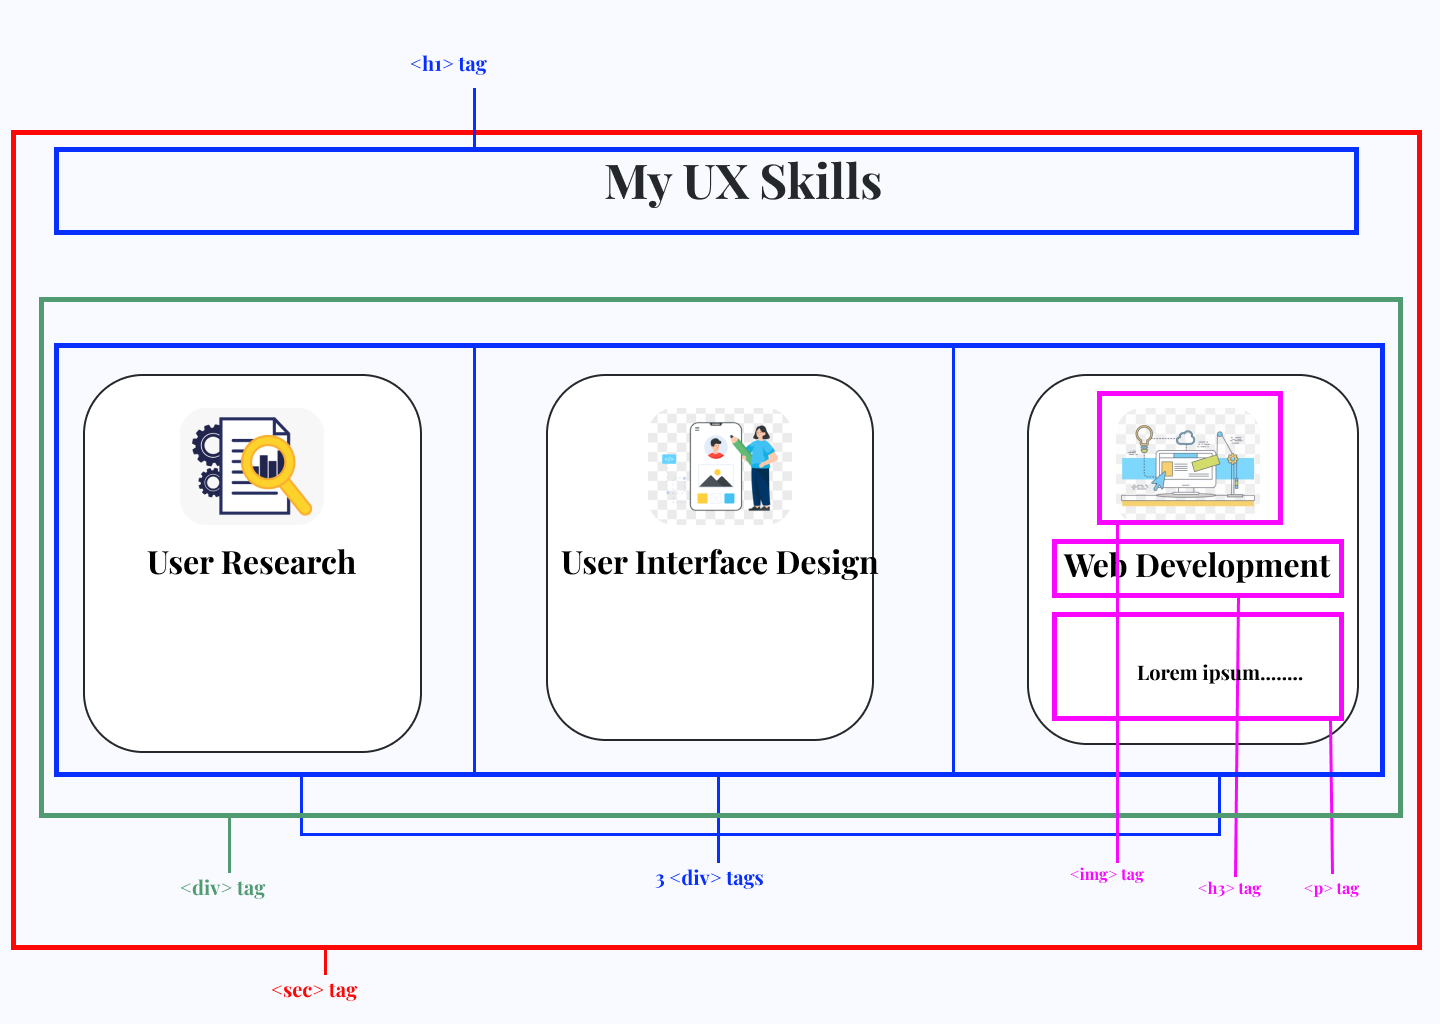 <h1> tag
My UX Skills
User Research
User Interface Design
Web Development
Lorem ipsum........
<div> tag
3 <div> tags
<img> tag
<h3> tag
<p> tag
<sec> tag